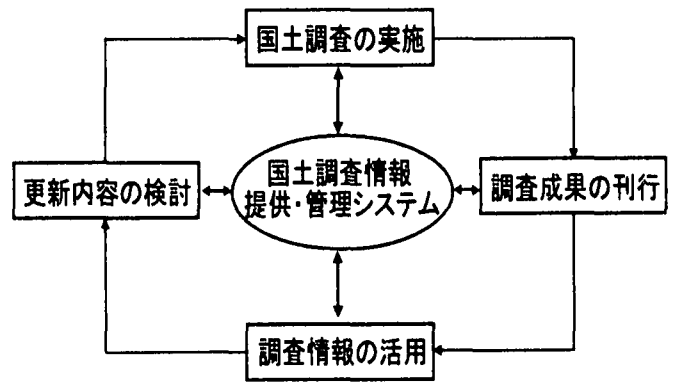 国土調査の実施
国土調査情報
提供・管理システム
更新内容の検討
調査成果の刊行
調査情報の活用